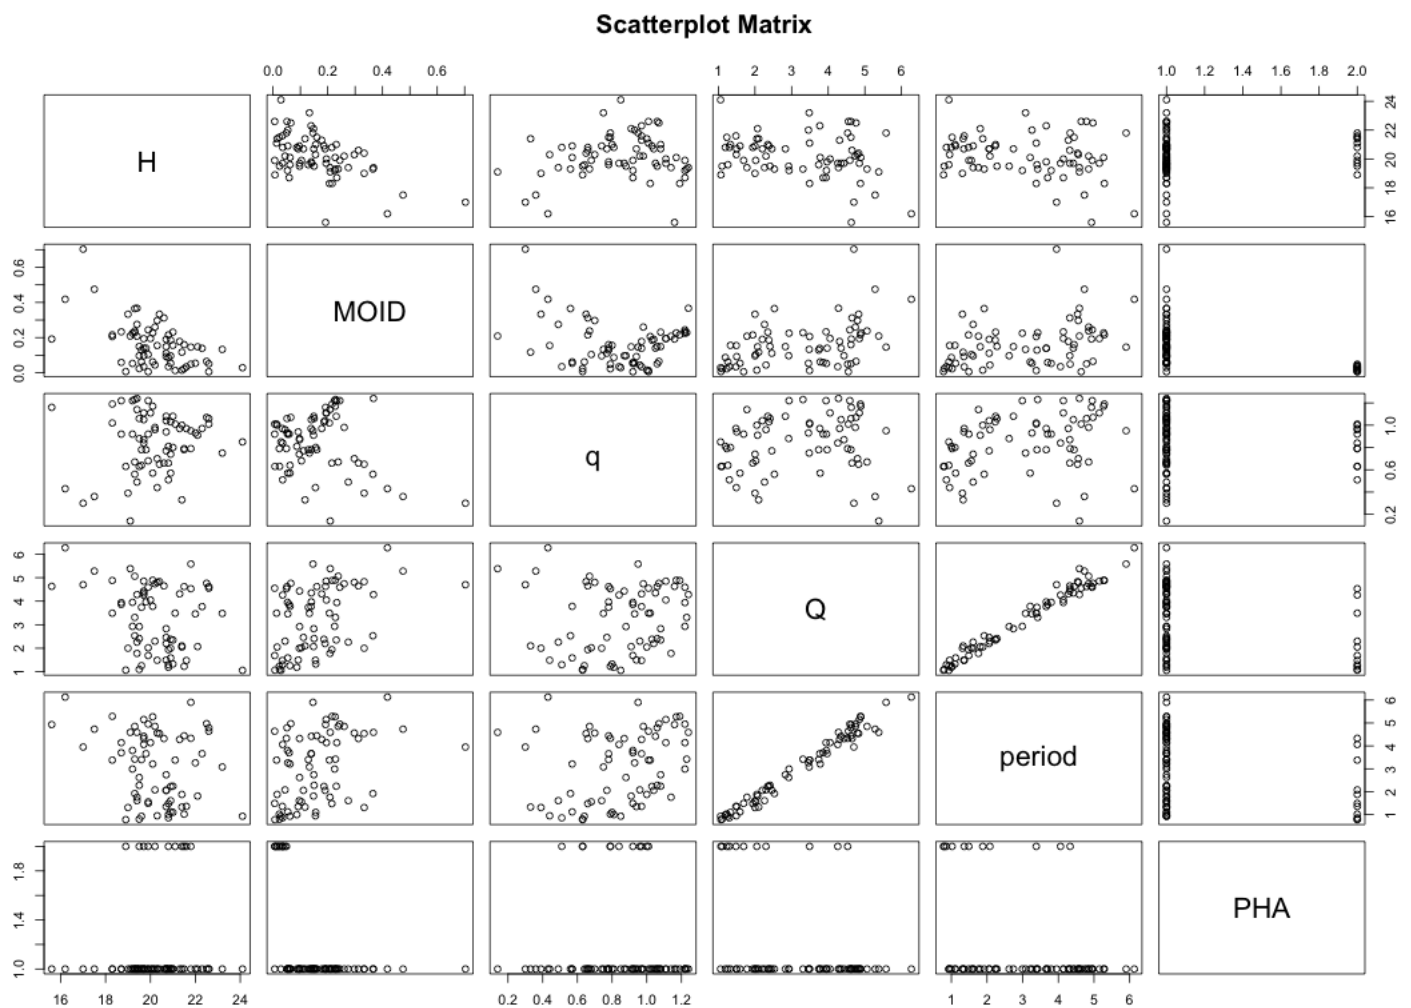 Scatterplot Matrix
0.0 0.2 0.4 0.6
1 2 3 4 5 6
1.0 1.2 1.4 1.6 1.8 2.0
H
16 18 20 22 24
0.0 0.2 0.4 0.6
MOID
q
0.2 0.6 1.0
1 2 3 4 5 6
Q
period
1 2 3 4 5 6
1.0 1.4 1.8
PHA
16 18 20 22 24
0.2 0.4 0.6 0.8 1.0 1.2
1 2 3 4 5 6